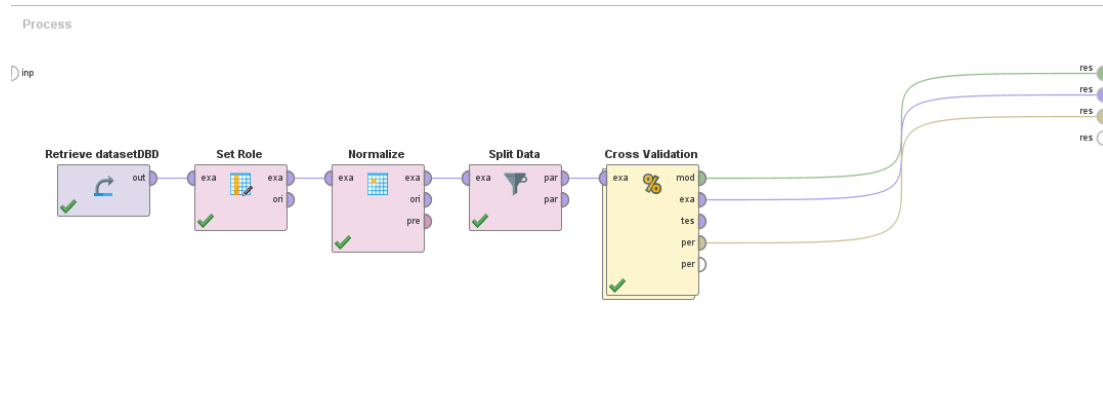 Process
inp
res
res
res
res
Retrieve datasetDBD
out
Set Role
exa exa
ori
Normalize
exa exa
ori
pre
Split Data
exa par
par
Cross Validation
exa % mod
exa
tes
per
per